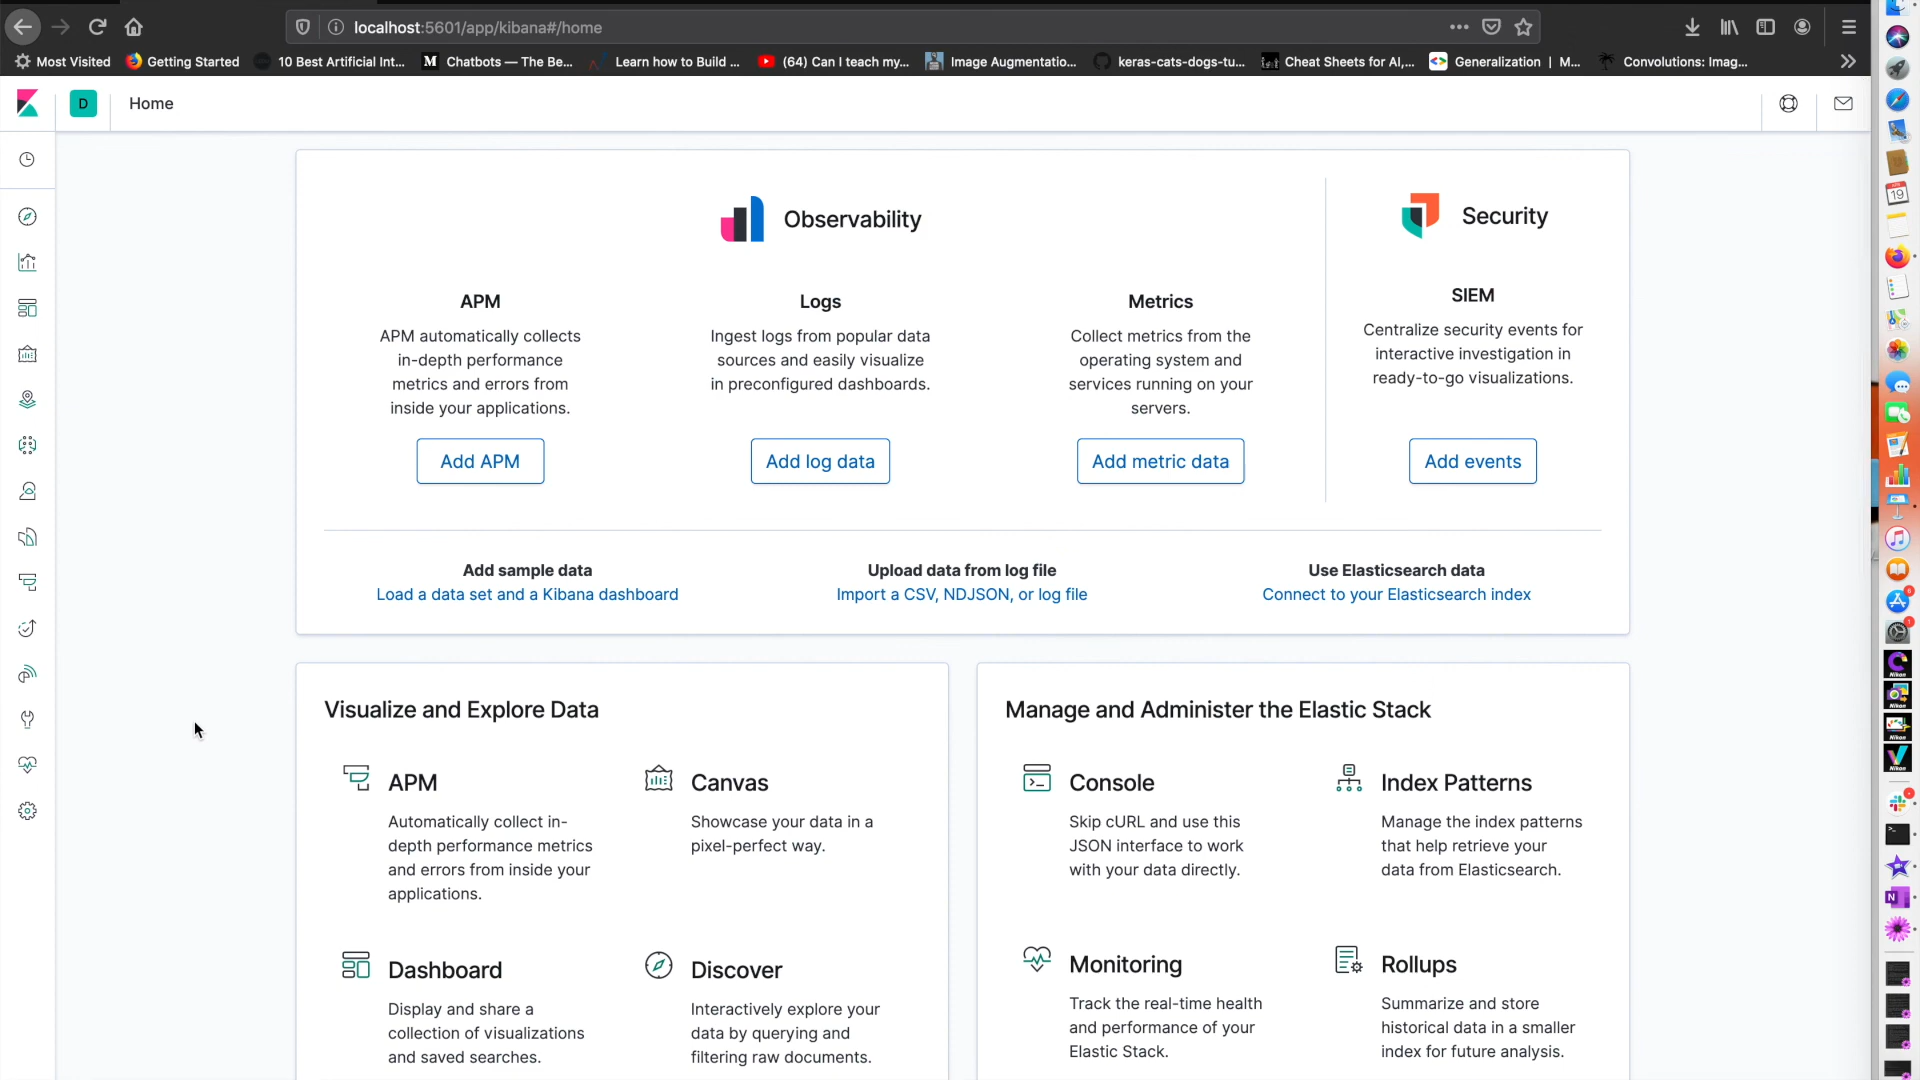 localhost:5601/app/kibana#/home
Most Visited
Getting Started
10 Best Artificial Int...
M
Chatbots — The Be...
Learn how to Build ...
(64) Can I teach my...
Image Augmentatio...
keras-cats-dogs-tu...
Cheat Sheets for AI,...
Generalization | M...
Convolutions: Imag...
D
Home
Observability
Security
APM
APM automatically collects
in-depth performance
metrics and errors from
inside your applications.
Add APM
Logs
Ingest logs from popular data
sources and easily visualize
in preconfigured dashboards.
Add log data
Metrics
Collect metrics from the
operating system and
services running on your
servers.
Add metric data
SIEM
Centralize security events for
interactive investigation in
ready-to-go visualizations.
Add events
Add sample data
Load a data set and a Kibana dashboard
Upload data from log file
Import a CSV, NDJSON, or log file
Use Elasticsearch data
Connect to your Elasticsearch index
Visualize and Explore Data
APM
Automatically collect in-
depth performance metrics
and errors from inside your
applications.
Canvas
Showcase your data in a
pixel-perfect way.
Dashboard
Display and share a
collection of visualizations
and saved searches.
Discover
Interactively explore your
data by querying and
filtering raw documents.
Manage and Administer the Elastic Stack
Console
Skip cURL and use this
JSON interface to work
with your data directly.
Index Patterns
Manage the index patterns
that help retrieve your
data from Elasticsearch.
Monitoring
Track the real-time health
and performance of your
Elastic Stack.
Rollups
Summarize and store
historical data in a smaller
index for future analysis.
19
Nikon
Nikon
Nikon
Nikon
N